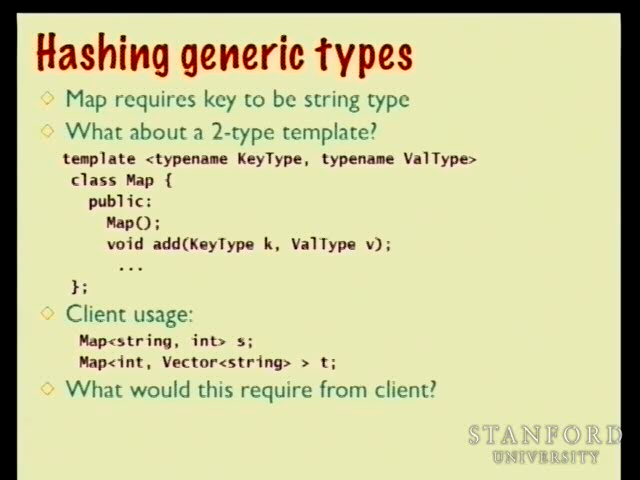 Hashing generic types
Map requires key to be string type
What about a 2-type template?
template <typename KeyType, typename ValType>
class Map {
public:
Map();
void add(KeyType k, ValType v);
...
};
Client usage:
Map<string, int> s;
Map<int, Vector<string> > t;
What would this require from client?
STANFORD
UNIVERSITY